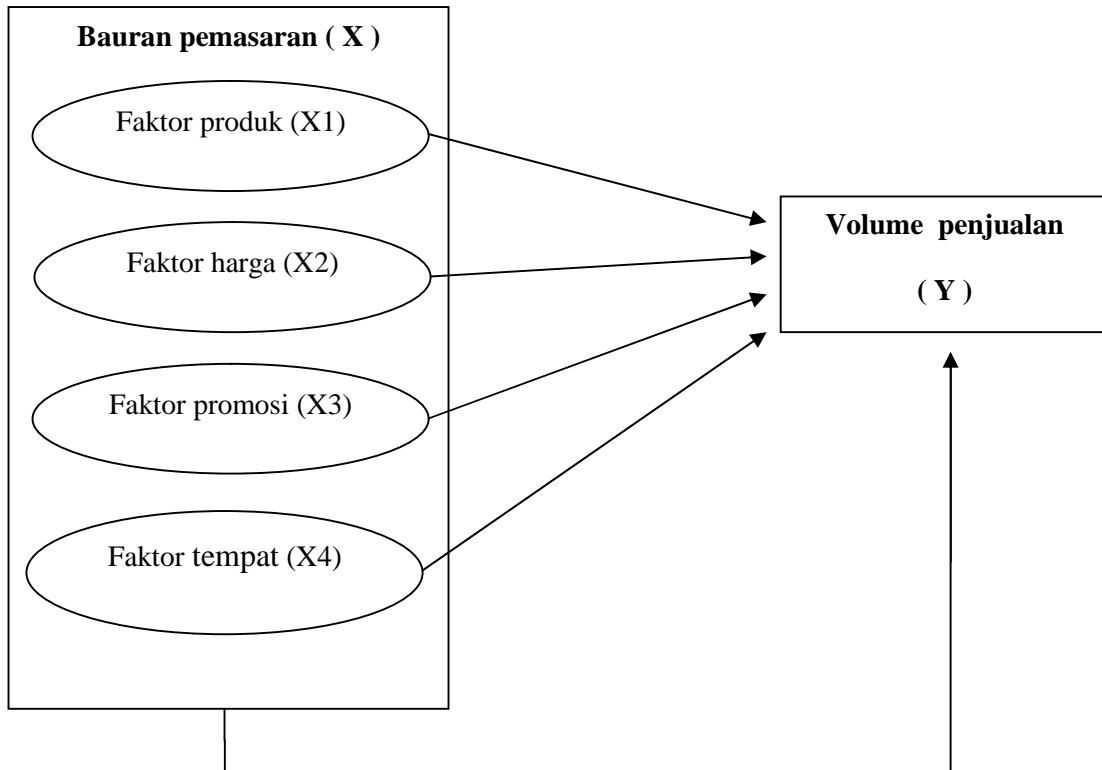 Bauran pemasaran ( X )
Faktor produk (X1)
Faktor harga (X2)
Faktor promosi (X3)
Faktor tempat (X4)
Volume penjualan
( Y )